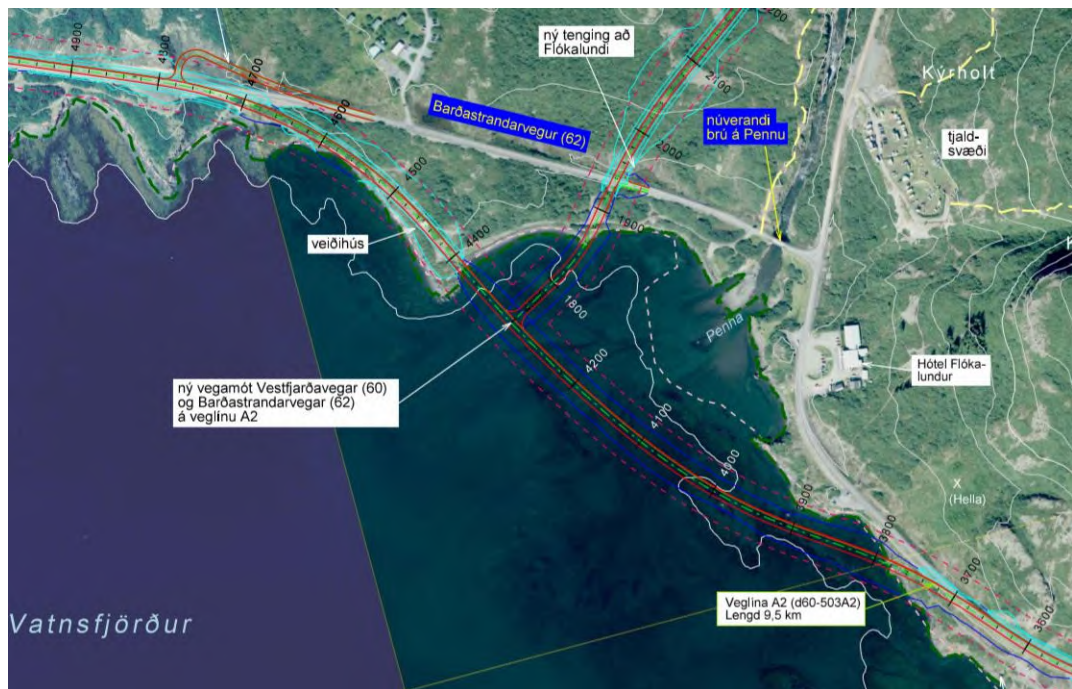 4900
4800
4700
4600
4500
4400
2100
2000
1900
1800
4200
4100
4000
3900
3800
3700
3600
ný tenging að
Flókalundi
Kýrholt
Barðastrandarvegur (62)
núverandi
brú á Pennu
tjald-
svæði
veiðihús
Penna
Hótel Flóka-
lundur
ný vegamót Vestfjarðavegar (60)
og Barðastrandarvegar (62)
á veglínu A2
X
(Hella)
Veglína A2 (d60-503A2)
Lengd 9,5 km
Vatnsfjörður